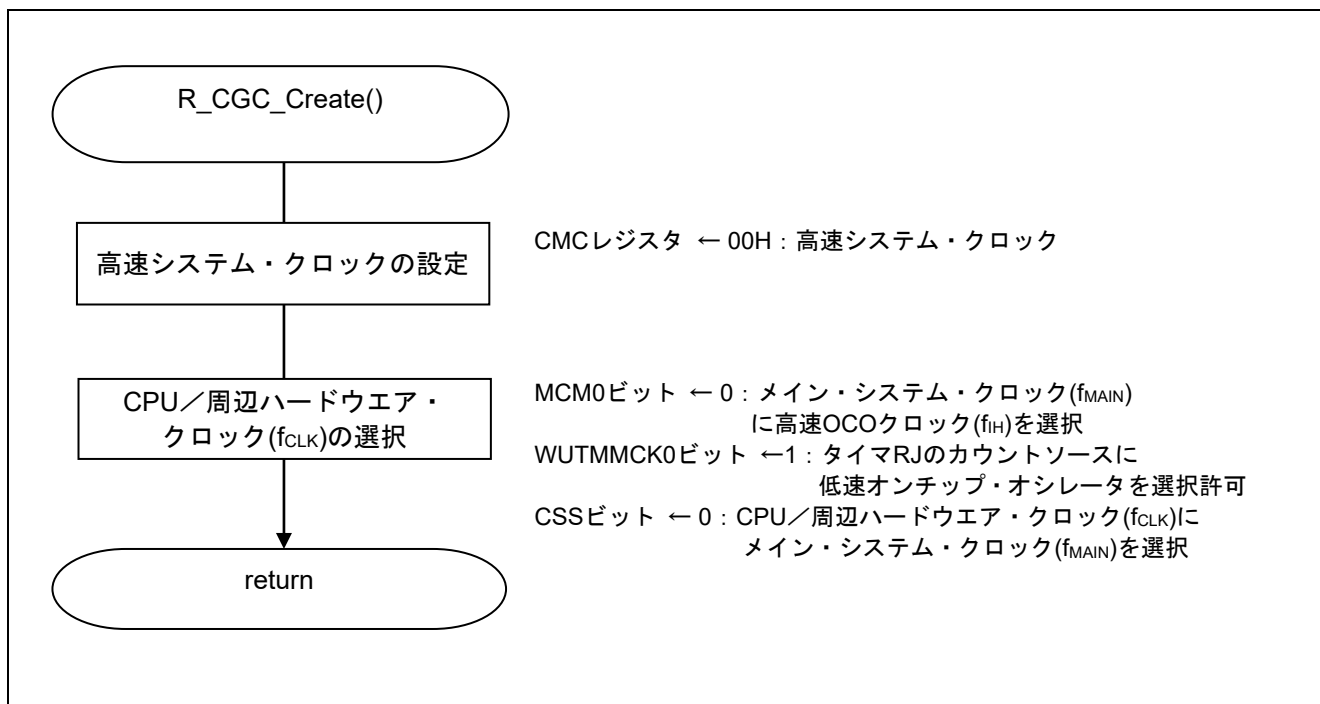 R_CGC_Create()
高速システム・クロックの設定
CMCレジスタ ← 00H：高速システム・クロック
CPU／周辺ハードウエア・
クロック(fCLK)の選択
MCM0ビット ← 0：メイン・システム・クロック(fMAIN)
に高速OCOクロック(fIH)を選択
WUTMMCK0ビット ←1：タイマRJのカウントソースに
低速オンチップ・オシレータを選択許可
CSSビット ← 0：CPU／周辺ハードウエア・クロック(fCLK)に
メイン・システム・クロック(fMAIN)を選択
return